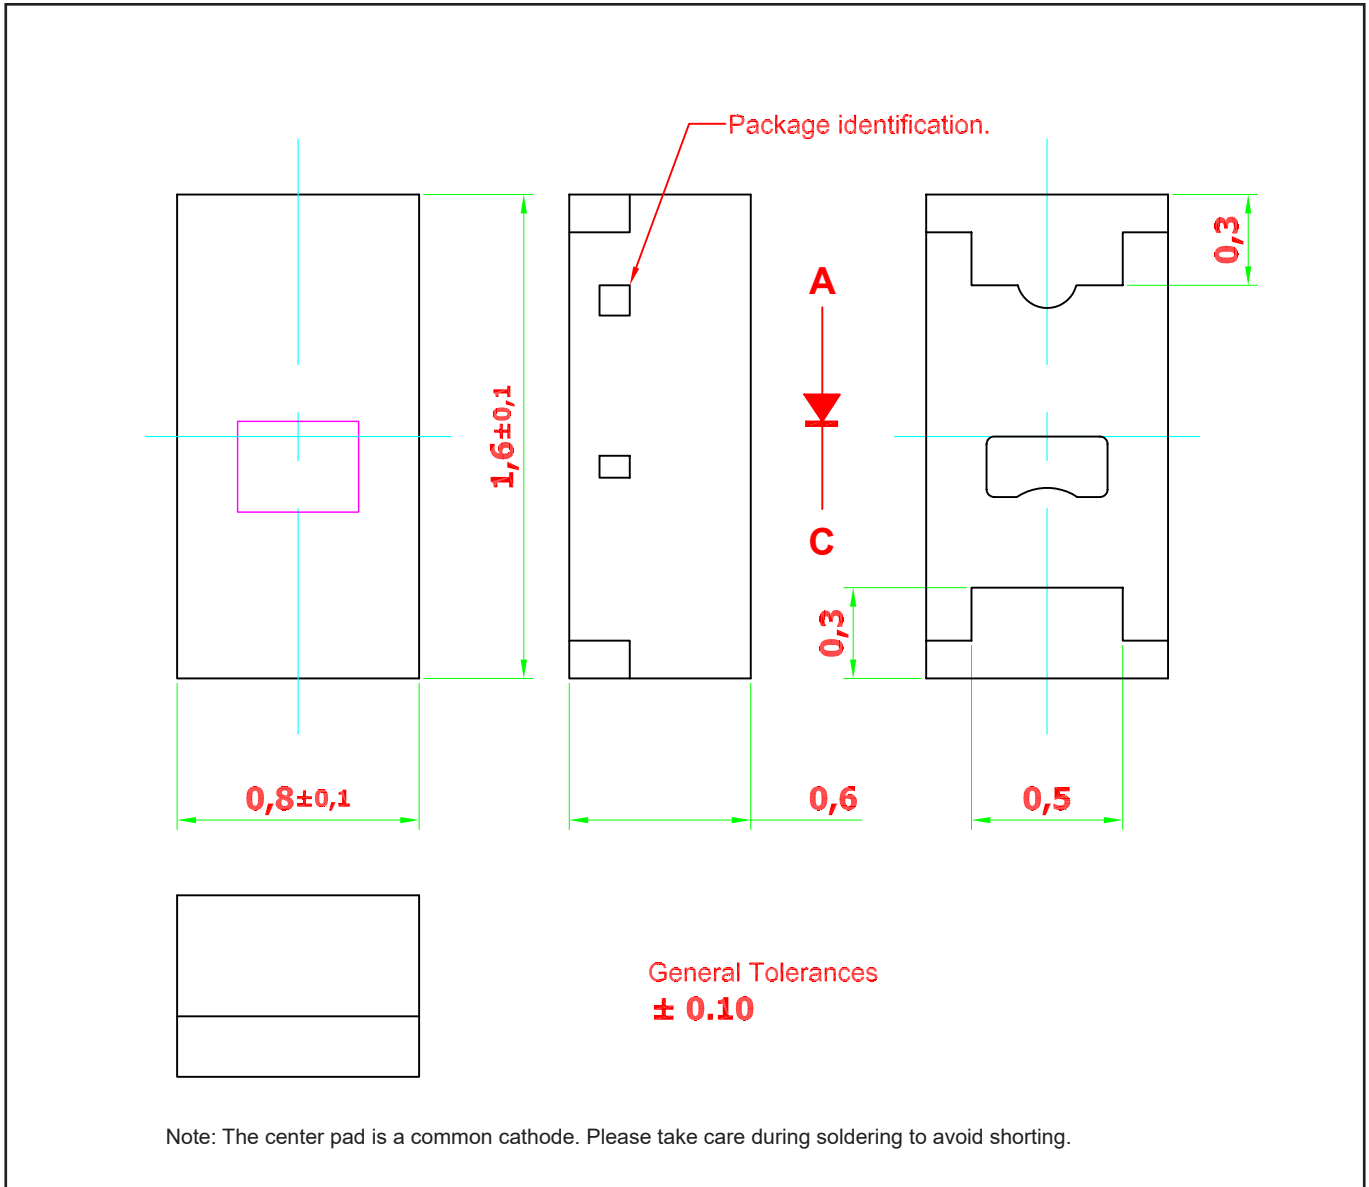 Package identification.
0,3
A
1,6±0,1
C
0,3
0,8±0,1
0,6
0,5
General Tolerances
± 0.10
Note: The center pad is a common cathode. Please take care during soldering to avoid shorting.